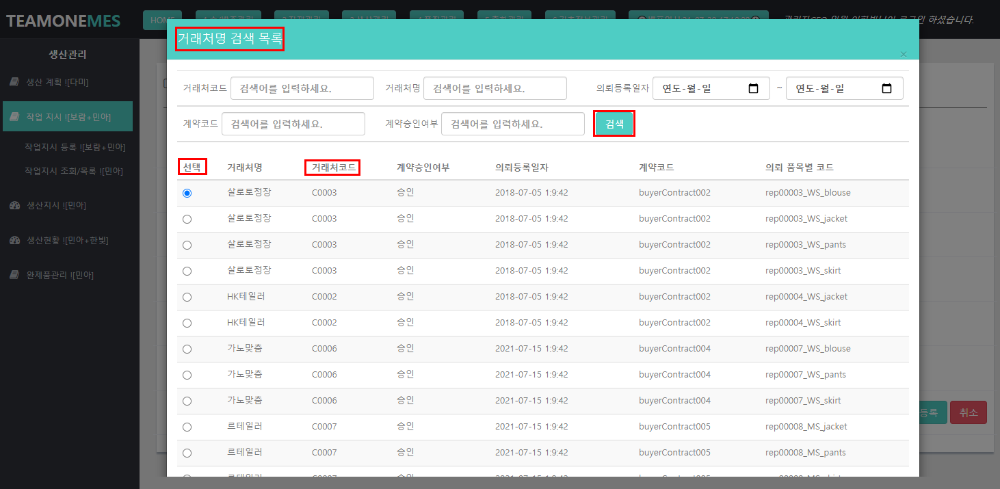 TEAMONEMES
HOME
관리자CEO
하셨습니다.
생산관리
생산 계획 ![다미]
작업 지시 ![보람+민아]
작업지시 등록 ![보람+민아]
작업지시 조회/목록 ![민아]
생산지시 ![민아]
생산현황 ![민아+한빛]
완제품관리 ![민아]
거래처명 검색 목록
×
거래처코드 검색어를 입력하세요. 거래처명 검색어를 입력하세요. 의뢰등록일자 연도-월-일 ~ 연도-월-일
계약코드 검색어를 입력하세요. 계약승인여부 검색어를 입력하세요. 검색
선택 거래처명 거래처코드 계약승인여부 의뢰등록일자 계약코드 의뢰 품목별 코드
살로토정장 C0003 승인 2018-07-05 1:9:42 buyerContract002 rep00003_WS_blouse
살로토정장 C0003 승인 2018-07-05 1:9:42 buyerContract002 rep00003_WS_jacket
살로토정장 C0003 승인 2018-07-05 1:9:42 buyerContract002 rep00003_WS_pants
살로토정장 C0003 승인 2018-07-05 1:9:42 buyerContract002 rep00003_WS_skirt
HK테일러 C0002 승인 2018-07-05 1:9:42 buyerContract002 rep00004_WS_jacket
HK테일러 C0002 승인 2018-07-05 1:9:42 buyerContract002 rep00004_WS_skirt
가노맞춤 C0006 승인 2021-07-15 1:9:42 buyerContract004 rep00007_WS_blouse
가노맞춤 C0006 승인 2021-07-15 1:9:42 buyerContract004 rep00007_WS_pants
가노맞춤 C0006 승인 2021-07-15 1:9:42 buyerContract004 rep00007_WS_skirt
르테일러 C0007 승인 2021-07-15 1:9:42 buyerContract005 rep00008_MS_jacket
르테일러 C0007 승인 2021-07-15 1:9:42 buyerContract005 rep00008_MS_pants
등록 취소